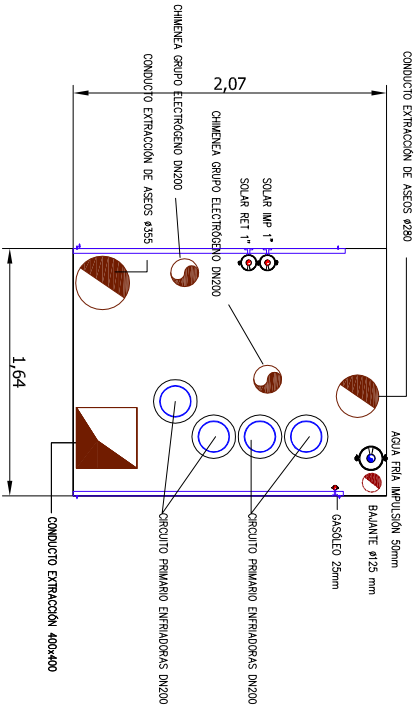 CONDUCTO EXTRACCIÓN DE ASEOS ø280
2,07
CHIMENEA GRUPO ELECTRÓGENO DN200
CHIMENEA GRUPO ELECTRÓGENO DN200
CONDUCTO EXTRACCIÓN DE ASEOS ø355
SOLAR IMP 1"
SOLAR RET 1"
1,64
AGUA FRÍA IMPULSIÓN 50mm
BAJANTE ø125 mm
GASÓLEO 25mm
CIRCUITO PRIMARIO ENFRIADORAS DN200
CIRCUITO PRIMARIO ENFRIADORAS DN200
CONDUCTO EXTRACCIÓN 400x400